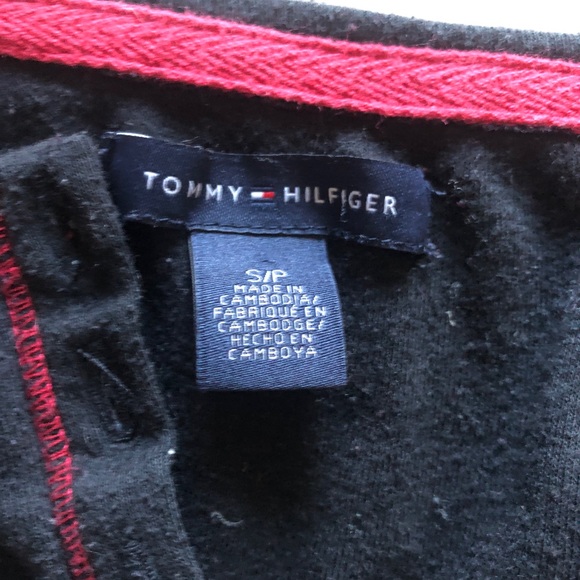 TOMMY HILFIGER
S/P
MADE IN
CAMBODIA/
FABRIQUE EN
CAMBODGE/
HECHO EN
CAMBOYA